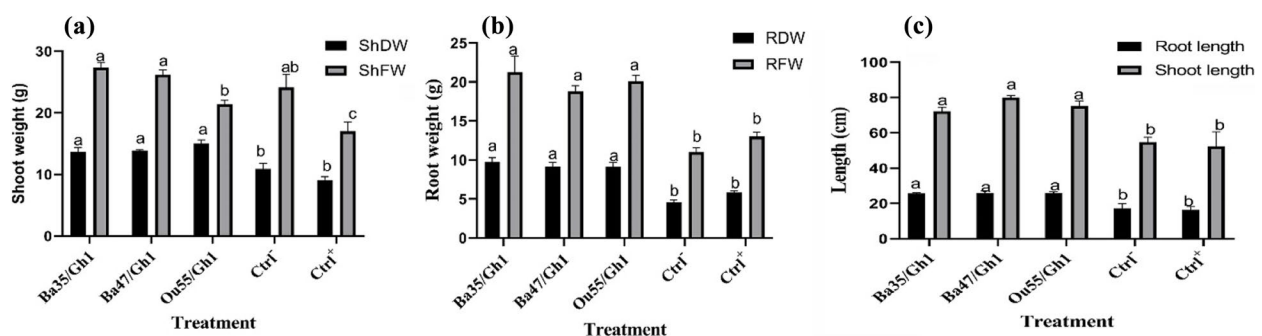 (a)
ShDW
ShFW
Shoot weight (g)
30
20
10
0
a
a
a
a
a
b
b
ab
b
c
Ba35/Gh1
Ba47/Gh1
Ou55/Gh1
Ctrl-
Ctrl+
Treatment
(b)
RDW
RFW
Root weight (g)
25
20
15
10
5
0
a
a
a
a
a
a
b
b
b
b
Ba35/Gh1
Ba47/Gh1
Ou55/Gh1
Ctrl-
Ctrl+
Treatment
(c)
Root length
Shoot length
Length (cm)
100
80
60
40
20
0
a
a
a
a
a
a
b
b
b
b
Ba35/Gh1
Ba47/Gh1
Ou55/Gh1
Ctrl-
Ctrl+
Treatment